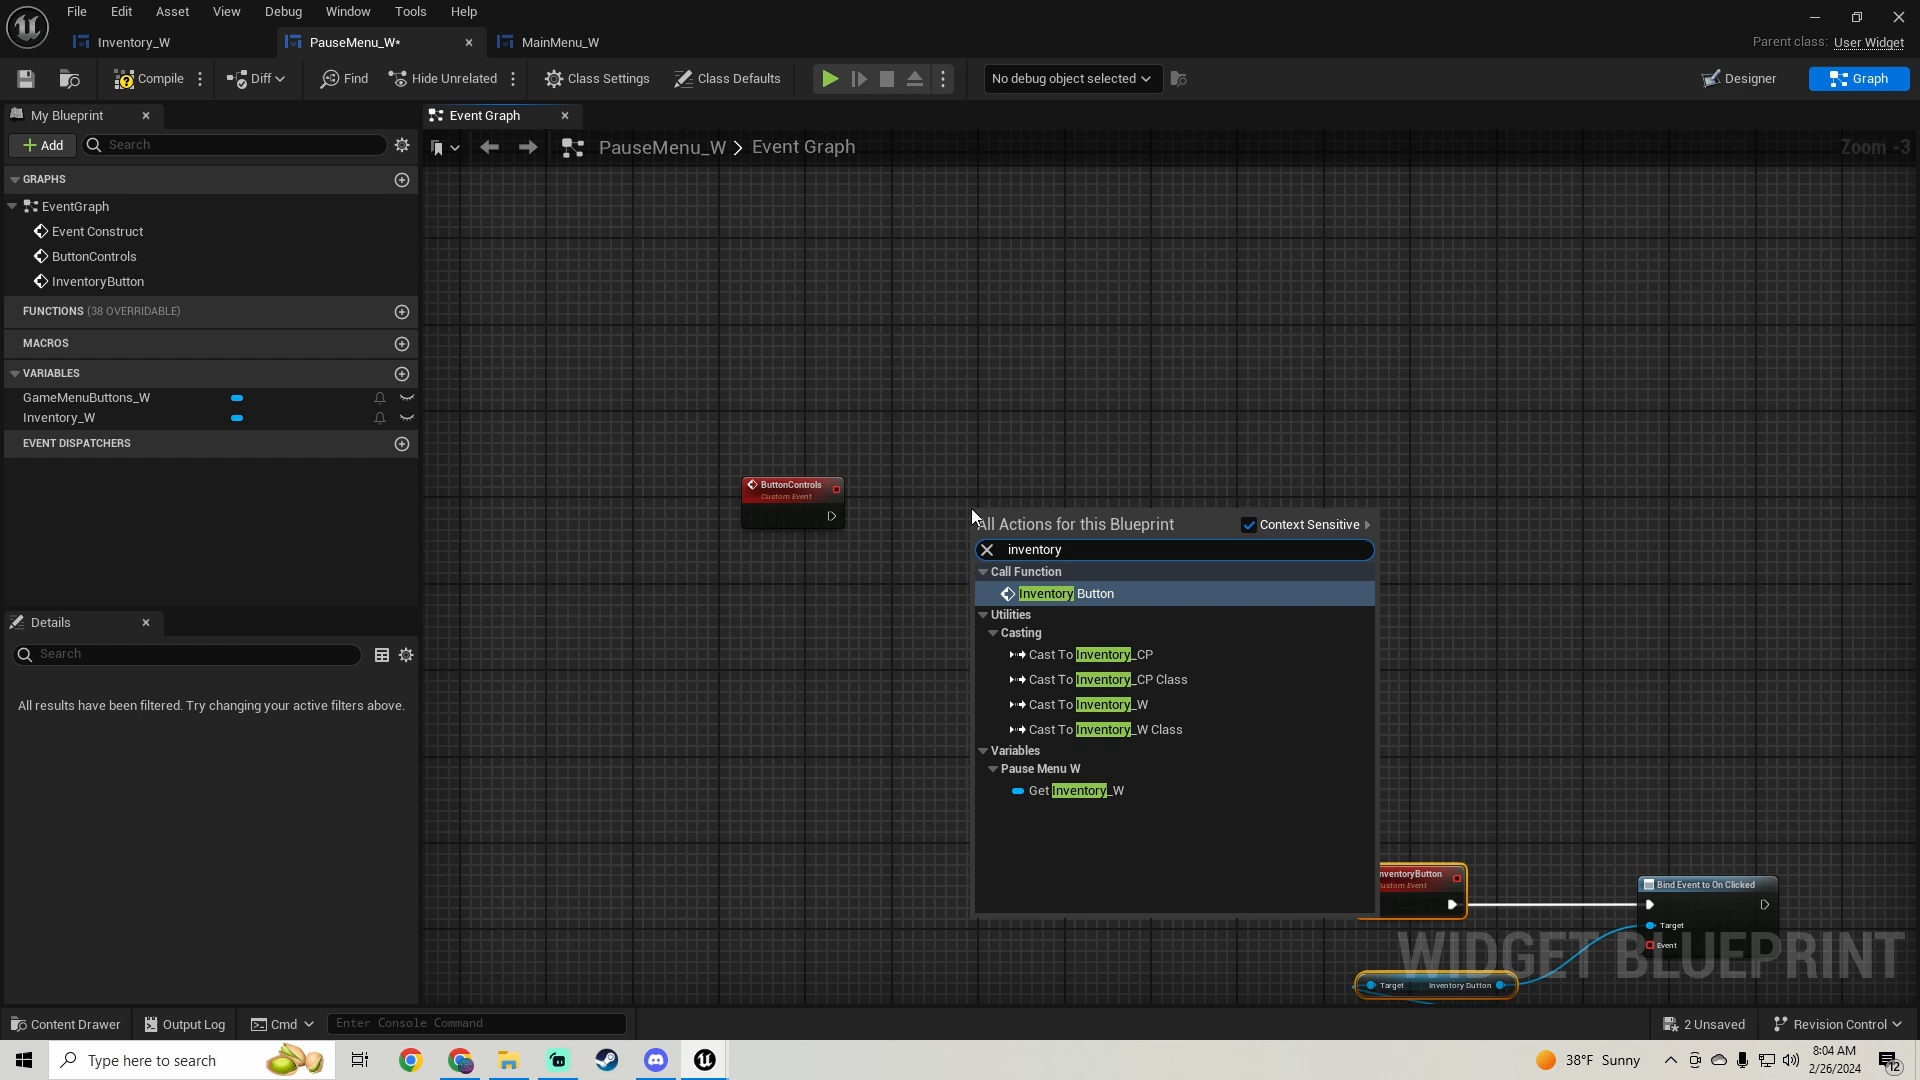 File Edit Asset View Debug Window Tools Help
Inventory_W PauseMenu_W* MainMenu_W
Parent class: User Widget
Compile Diff Find Hide Unrelated Class Settings Class Defaults No debug object selected Designer Graph
My Blueprint Event Graph
Add Search
PauseMenu_W > Event Graph Zoom -3
GRAPHS
EventGraph
Event Construct
ButtonControls
InventoryButton
FUNCTIONS (38 OVERRIDABLE)
MACROS
VARIABLES
GameMenuButtons_W
Inventory_W
EVENT DISPATCHERS
ButtonControls
Custom Event
All Actions for this Blueprint Context Sensitive
inventory
Call Function
Inventory Button
Utilities
Casting
Cast To Inventory_CP
Cast To Inventory_CP Class
Cast To Inventory_W
Cast To Inventory_W Class
Variables
Pause Menu W
Get Inventory_W
Details
Search
All results have been filtered. Try changing your active filters above.
nventoryButton
ustom Event
Bind Event to On Clicked
Target
Event
Target Inventory Button
WIDGET BLUEPRINT
Content Drawer Output Log Cmd Enter Console Command 2 Unsaved Revision Control
Type here to search 38°F Sunny 8:04 AM
2/26/2024
12